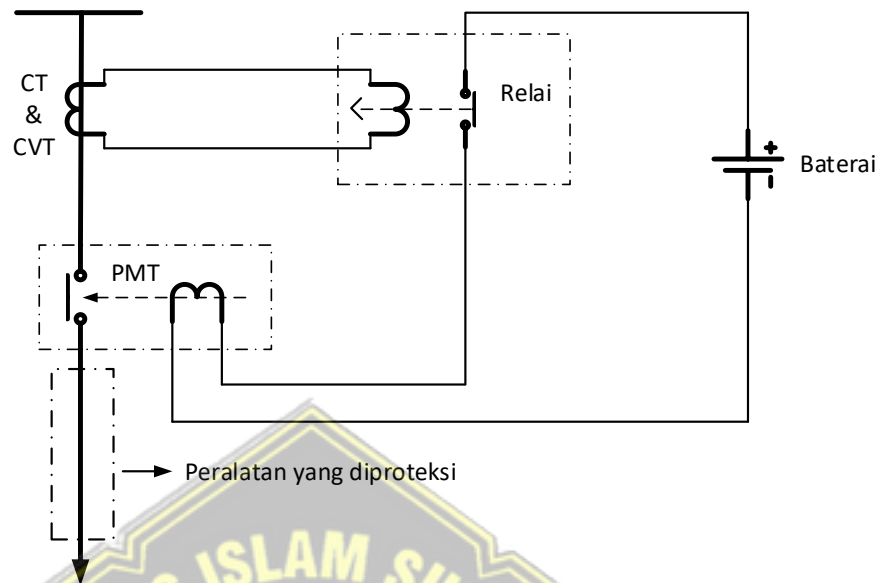 CT
&
CVT
Relai
+
Baterai
PMT
Peralatan yang diproteksi
ISLAM